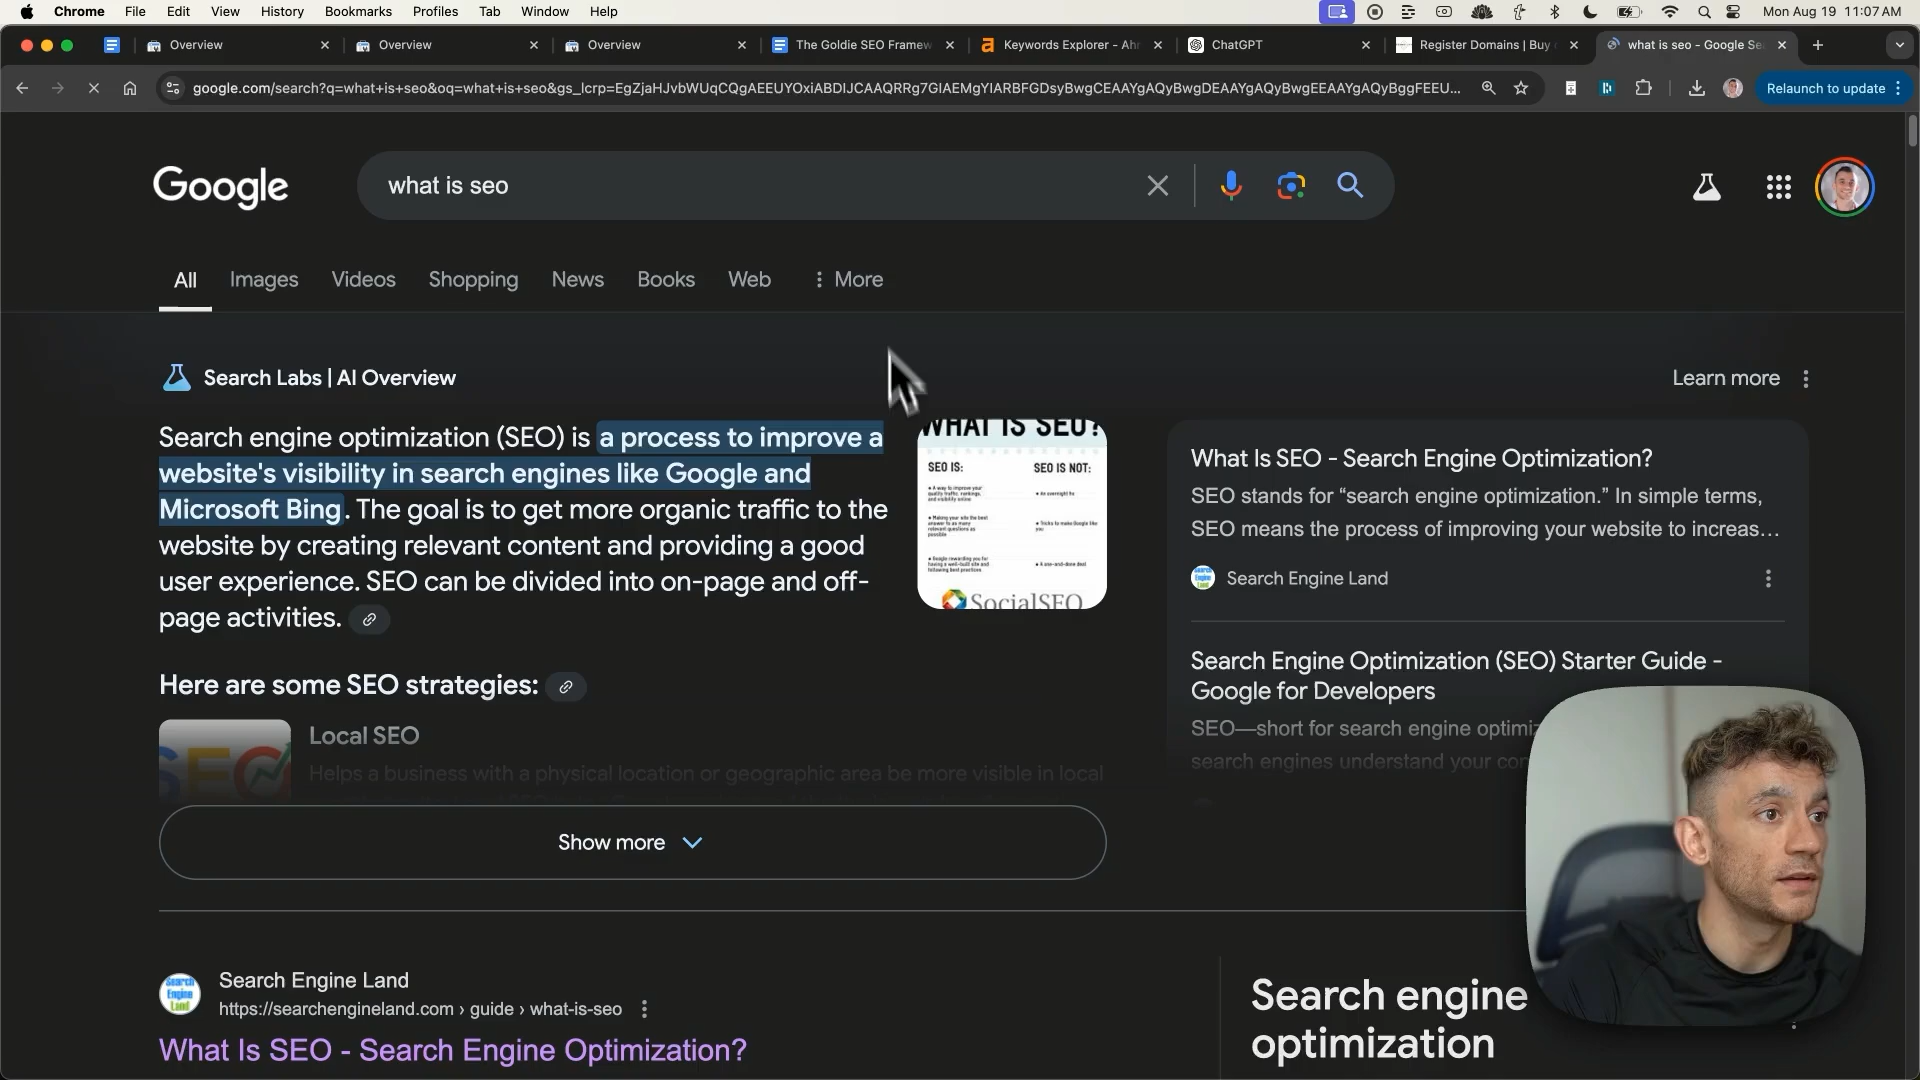 Chrome File Edit View History Bookmarks Profiles Tab Window Help Mon Aug 19 11:07 AM
Overview Overview Overview The Goldie SEO Framew Keywords Explorer - Ah ChatGPT Register Domains | Buy what is seo - Google Se
google.com/search?q=what+is+seo&oq=what+is+seo&gs_lcrp=EgZjaHJvbWUqCQgAEEUYOxiABDIJCAAQRRg7GIAEMgYIARBFGDsyBwgCEAAYgAQyBwgDEAAYgAQyBwgEEAAYgAQyBggFEEU... Relaunch to update
Google what is seo
All Images Videos Shopping News Books Web More
Search Labs | AI Overview Learn more
Search engine optimization (SEO) is a process to improve a
website's visibility in search engines like Google and
Microsoft Bing. The goal is to get more organic traffic to the
website by creating relevant content and providing a good
user experience. SEO can be divided into on-page and off-
page activities.
WHAT IS SEO?
SEO IS: SEO IS NOT:
SocialSEO
What Is SEO - Search Engine Optimization?
SEO stands for “search engine optimization.” In simple terms,
SEO means the process of improving your website to increas...
Search Engine Land
Search Engine Optimization (SEO) Starter Guide -
Google for Developers
SEO—short for search engine optimiz
search engines understand your con
Here are some SEO strategies:
SEO
Local SEO
Helps a business with a physical location or geographic area be more visible in local
Show more
Search Engine Land
https://searchengineland.com › guide › what-is-seo
What Is SEO - Search Engine Optimization?
Search engine
optimization